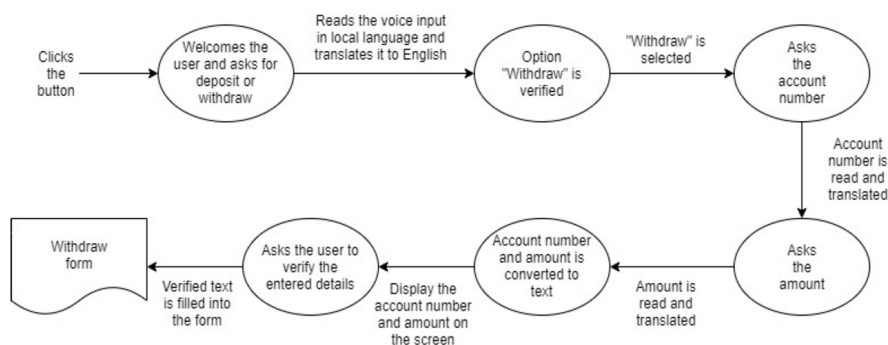 Clicks
the
button
Welcomes the
user and asks for
deposit or
withdraw
Reads the voice input
in local language and
translates it to English
Option
"Withdraw" is
verified
"Withdraw" is
selected
Asks
the
account
number
Account
number is
read and
translated
Asks
the
amount
Amount is
read and
translated
Account number
and amount is
converted to
text
Display the
account number
and amount on
the screen
Asks the user to
verify the
entered details
Verified text
is filled into
the form
Withdraw
form